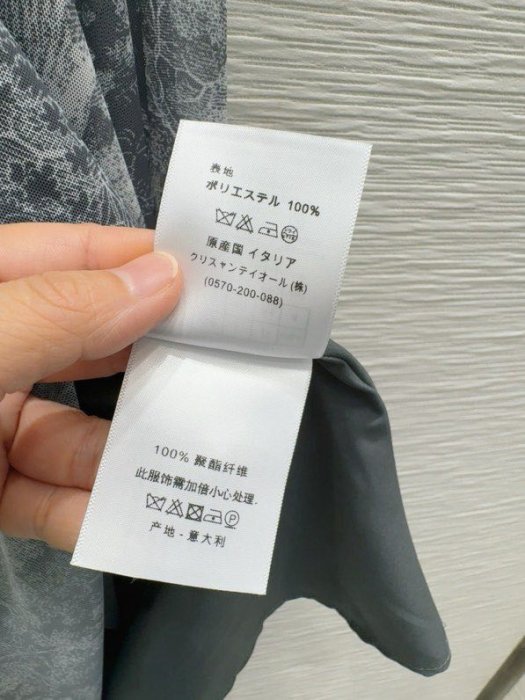 表地
ポリエステル 100%
原産国 イタリア
クリスチャンディオール(株)
(0570-200-088)
100% 聚酯纤维
此服饰需加倍小心处理.
产地 - 意大利